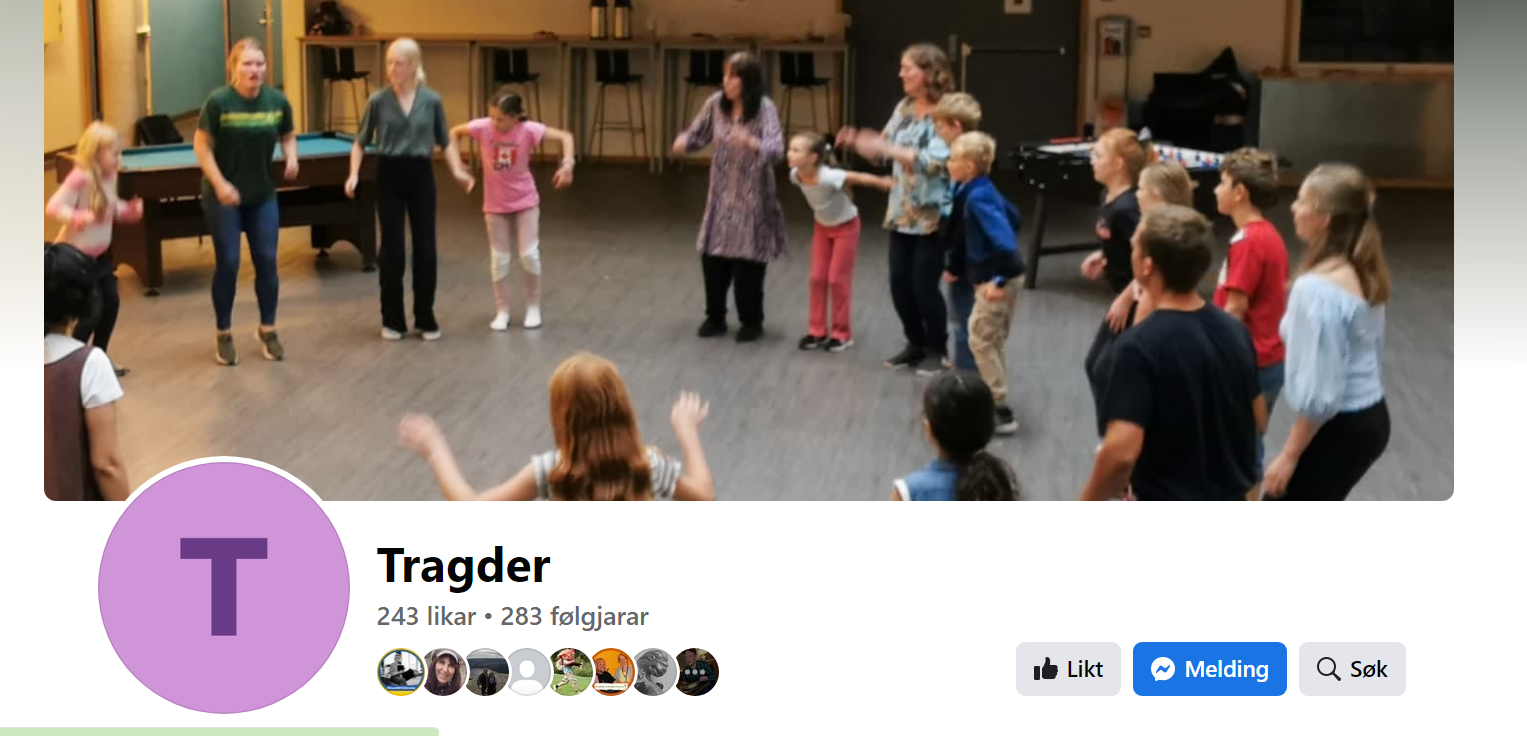 T
Tragder
243 likar • 283 følgjarar
Likt
Melding
Søk